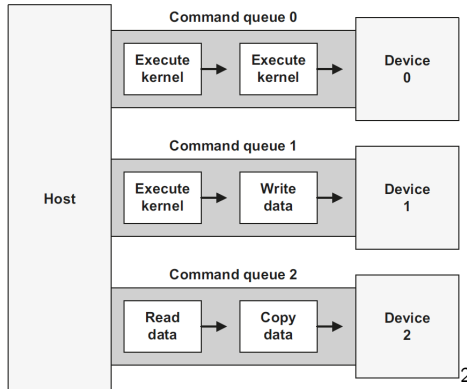 Command queue 0
Execute
kernel
Execute
kernel
Device
0
Command queue 1
Host
Execute
kernel
Write
data
Device
1
Command queue 2
Read
data
Copy
data
Device
2
2